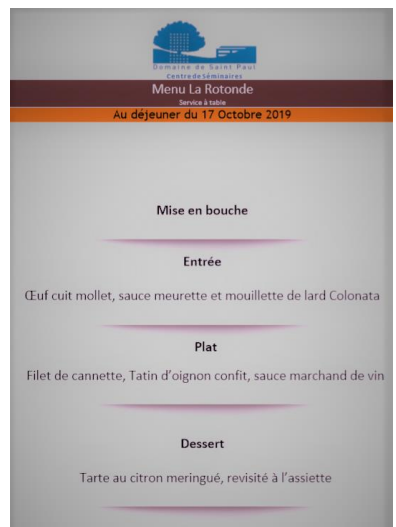 Domaine de Saint Paul
Centre de Séminaires
Menu La Rotonde
Service à table
Au déjeuner du 17 Octobre 2019
Mise en bouche
Entrée
Œuf cuit mollet, sauce meurette et mouillette de lard Colonata
Plat
Filet de cannette, Tatin d'oignon confit, sauce marchand de vin
Dessert
Tarte au citron meringué, revisité à l'assiette